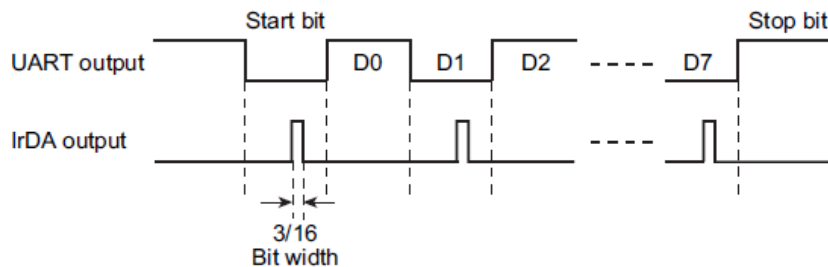 Start bit
Stop bit
UART output
D0
D1
D2
D7
IrDA output
3/16
Bit width